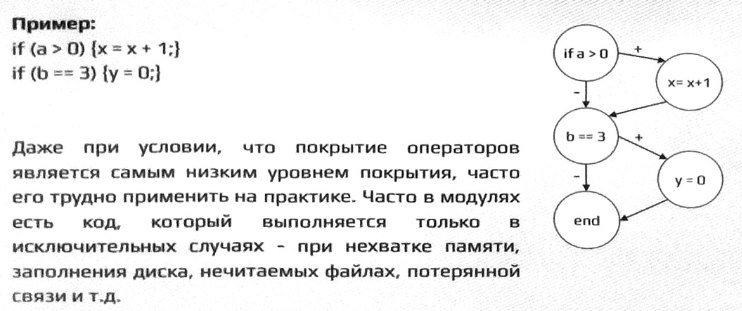 Пример:
if (a > 0) {x = x + 1;}
if (b == 3) {y = 0;}
Даже при условии, что покрытие операторов
является самым низким уровнем покрытия, часто
его трудно применить на практике. Часто в модулях
есть код, который выполняется только в
исключительных случаях - при нехватке памяти,
заполнения диска, нечитаемых файлах, потерянной
связи и т.д.
if a > 0
+
x= x+1
-
b == 3
+
y = 0
-
end